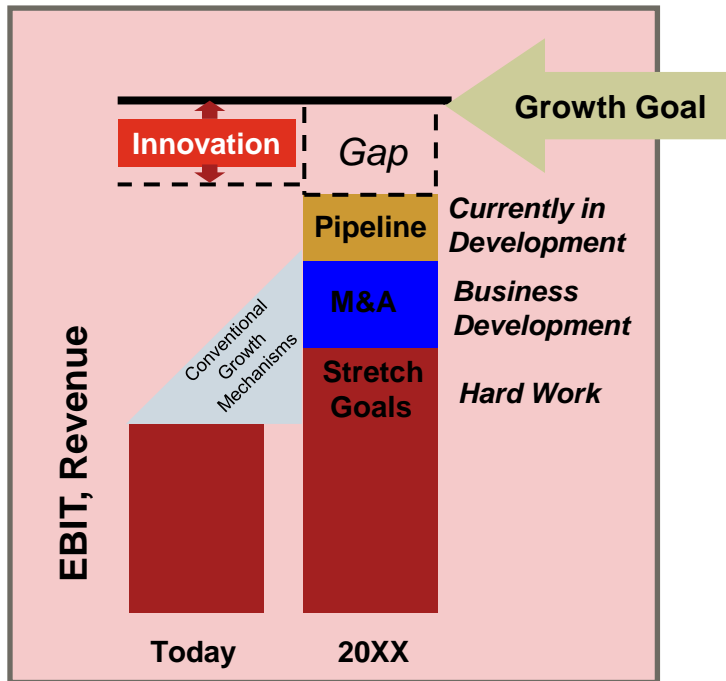 Growth Goal
Innovation
Gap
Pipeline
Currently in
Development
M&A
Business
Development
Conventional
Growth
Mechanisms
Stretch
Goals
Hard Work
EBIT, Revenue
Today
20XX